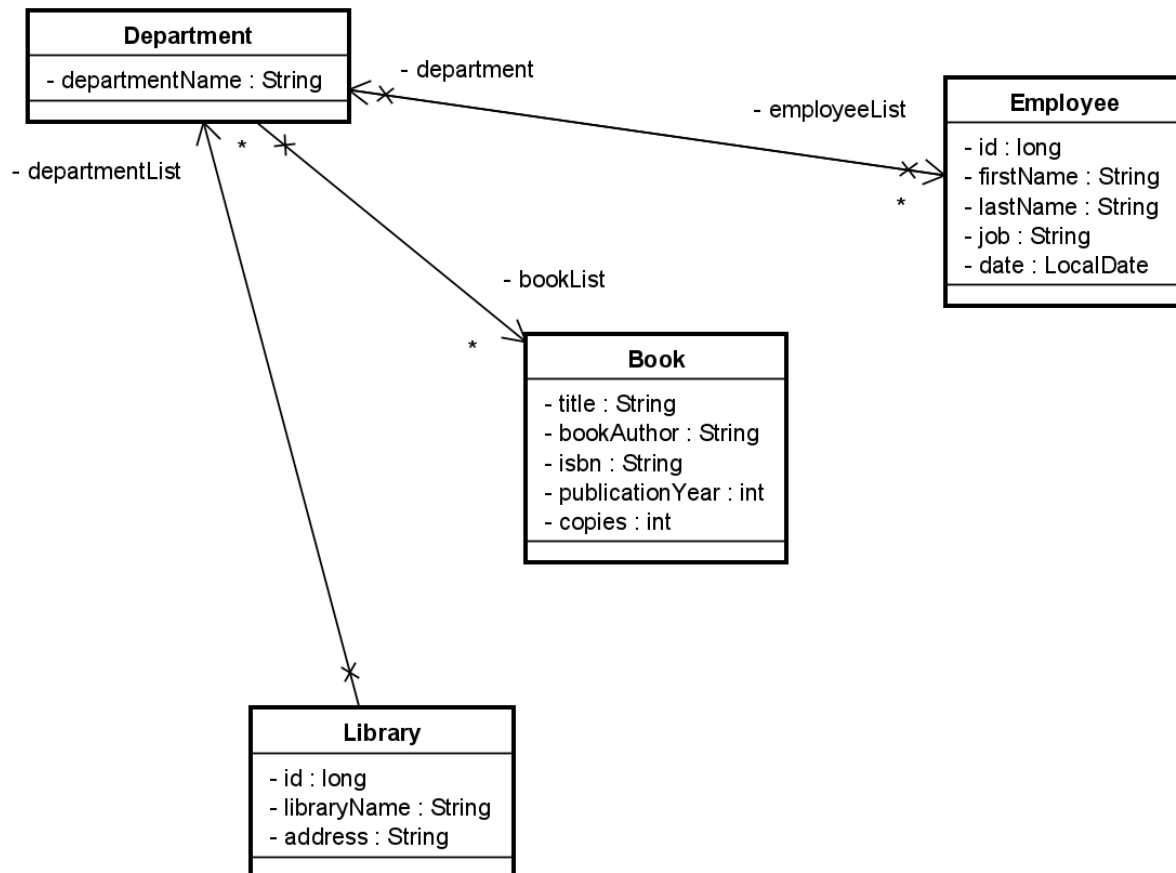 Department
- departmentName : String
- department
- employeeList
*
Employee
- id : long
- firstName : String
- lastName : String
- job : String
- date : LocalDate
*
- departmentList
- bookList
*
Book
- title : String
- bookAuthor : String
- isbn : String
- publicationYear : int
- copies : int
Library
- id : long
- libraryName : String
- address : String